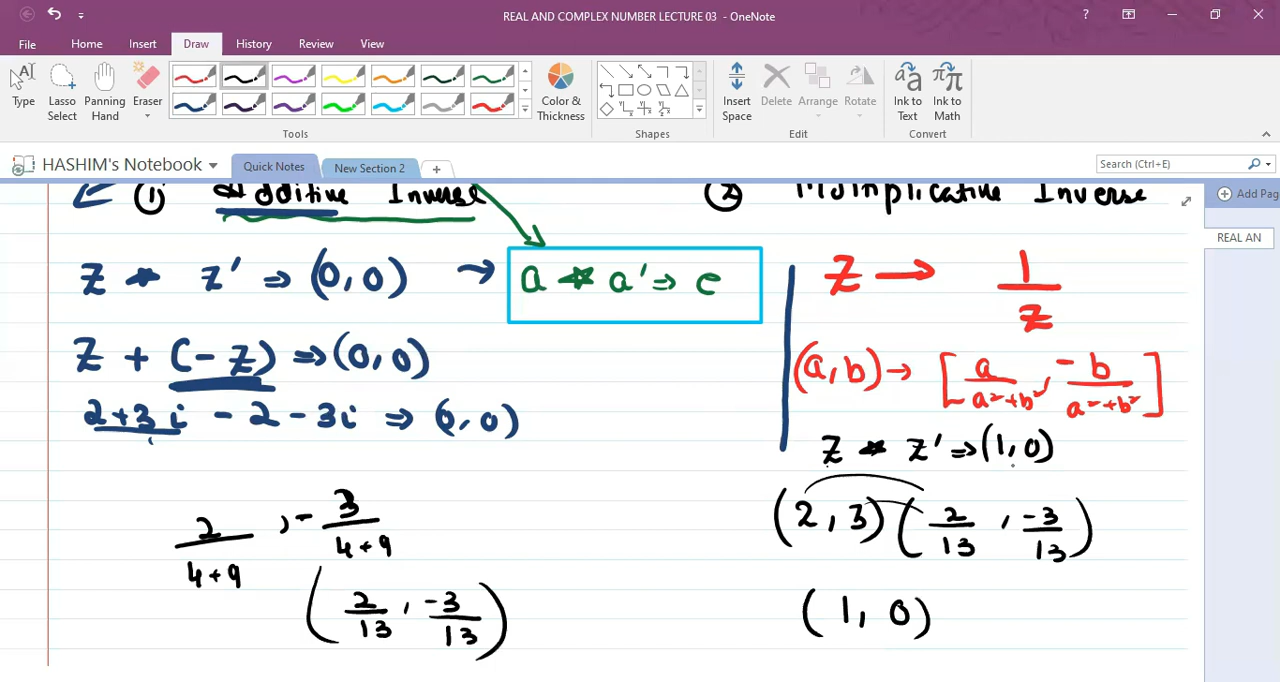 REAL AND COMPLEX NUMBER LECTURE 03 - OneNote
?
File Home Insert Draw History Review View
Type Lasso Select Panning Hand Eraser Color & Thickness Insert Space Delete Arrange Rotate Ink to Text Ink to Math
Tools Shapes Edit Convert
HASHIM's Notebook Quick Notes New Section 2 Search (Ctrl+E)
① Additive Inverse
② Multiplicative Inverse
Add Pag
REAL AN
z * z' ⇒ (0,0) → a * a' ⇒ e
z + (-z) ⇒ (0,0)
2+3i - 2 - 3i ⇒ (0,0)
2/4+9 , -3/4+9
(2/13 , -3/13)
z → 1/z
(a,b) → [a/a²+b² , -b/a²+b²]
z * z' ⇒ (1,0)
(2,3) (2/13 , -3/13)
(1, 0)